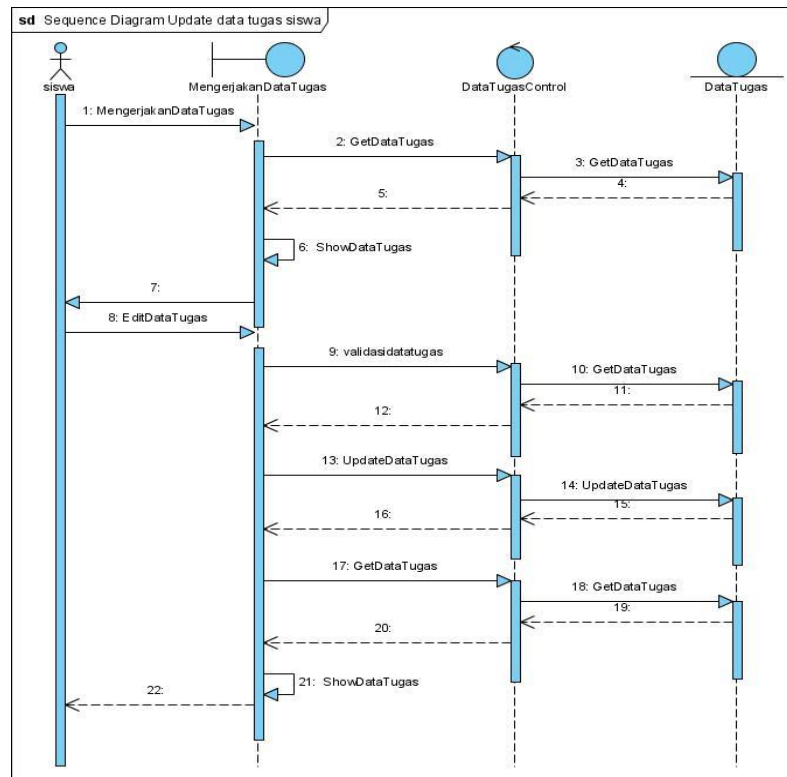 sd Sequence Diagram Update data tugas siswa
siswa
MengerjakanDataTugas
DataTugasControl
DataTugas
1: MengerjakanDataTugas
2: GetDataTugas
3: GetDataTugas
4:
5:
6: ShowDataTugas
7:
8: EditDataTugas
9: validasidatatugas
10: GetDataTugas
11:
12:
13: UpdateDataTugas
14: UpdateDataTugas
15:
16:
17: GetDataTugas
18: GetDataTugas
19:
20:
21: ShowDataTugas
22: